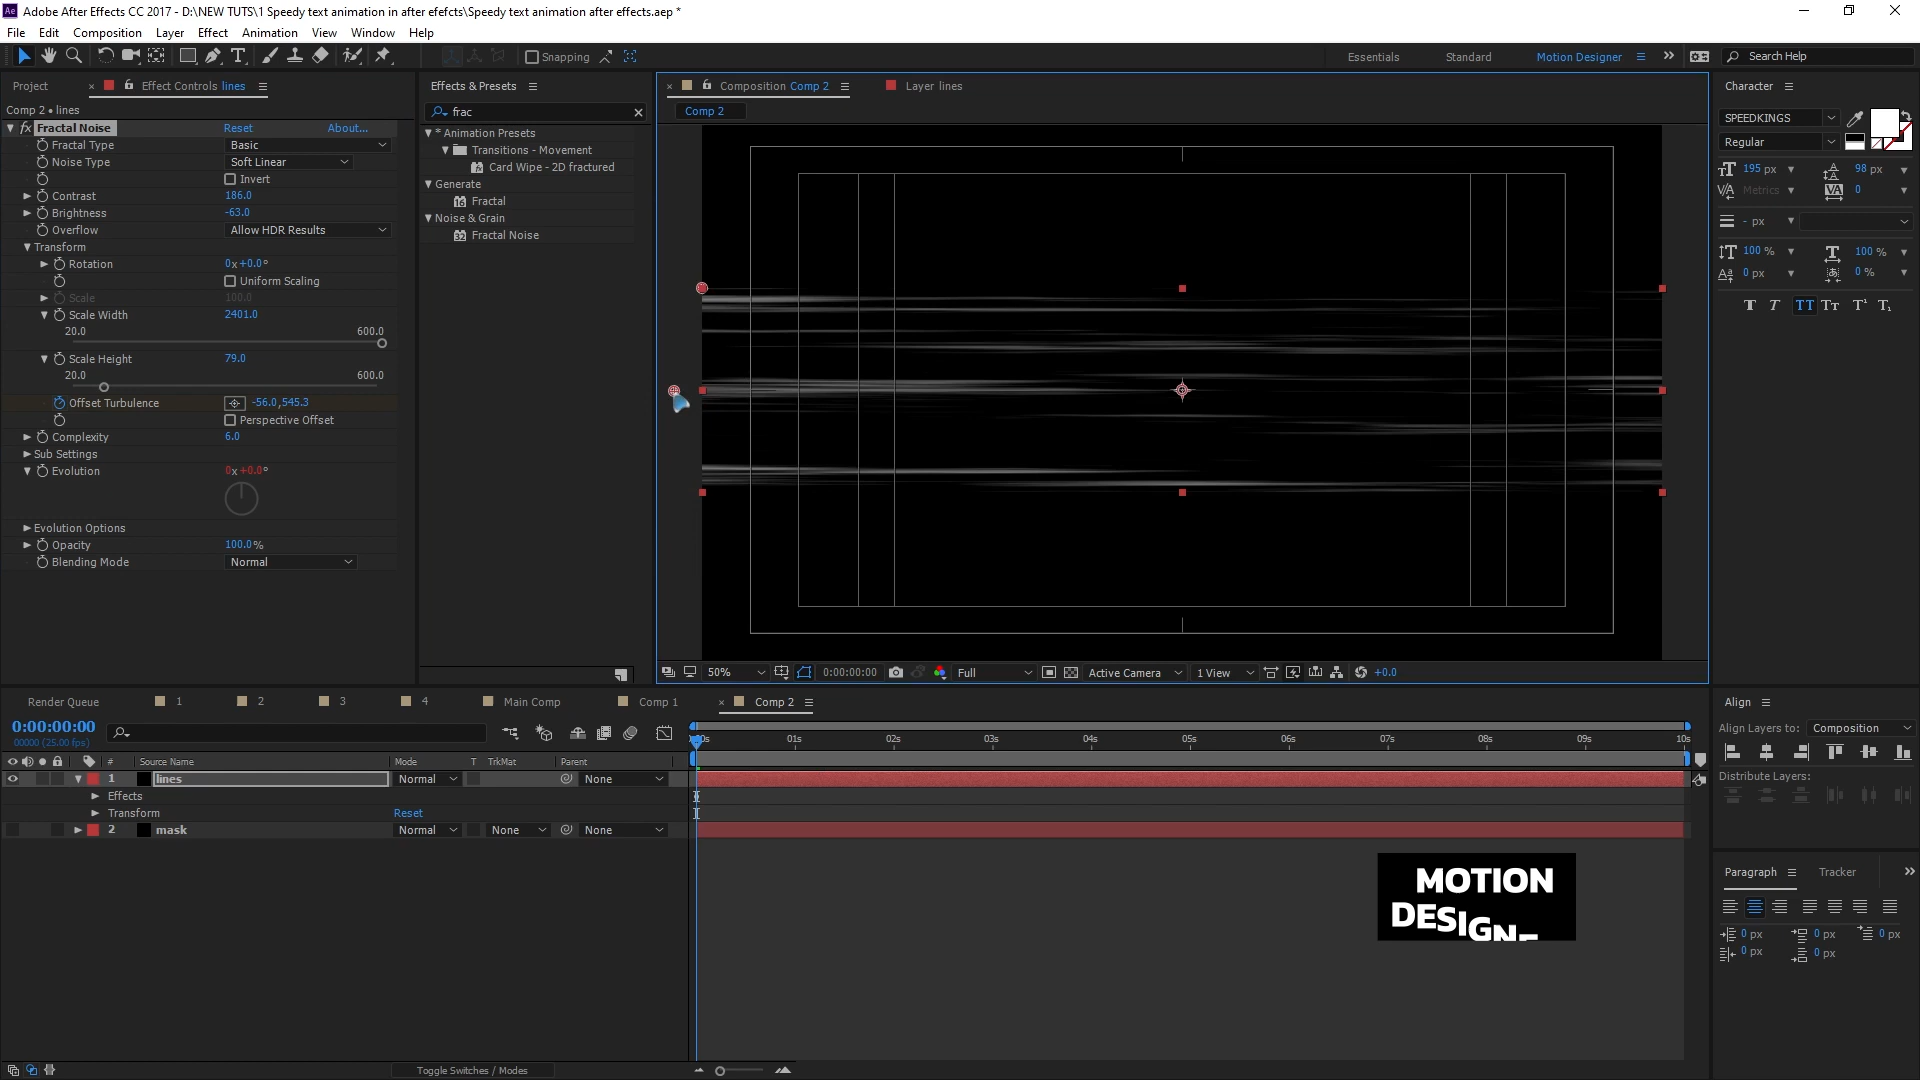 Adobe After Effects CC 2017 - D:\NEW TUTS\1 Speedy text animation in after efefcts\Speedy text animation after effects.aep *
File Edit Composition Layer Effect Animation View Window Help
Snapping
Essentials Standard Motion Designer Search Help
Project Effect Controls lines
Comp 2 • lines
fx Fractal Noise Reset About...
Fractal Type Basic
Noise Type Soft Linear
Invert
Contrast 186.0
Brightness -63.0
Overflow Allow HDR Results
Transform
Rotation 0x+0.0°
Uniform Scaling
Scale 100.0
Scale Width 2401.0
20.0 600.0
Scale Height 79.0
20.0 600.0
Offset Turbulence -56.0,545.3
Perspective Offset
Complexity 6.0
Sub Settings
Evolution 0x+0.0°
Evolution Options
Opacity 100.0%
Blending Mode Normal
Effects & Presets
frac
* Animation Presets
Transitions - Movement
Card Wipe - 2D fractured
Generate
Fractal
Noise & Grain
Fractal Noise
Composition Comp 2 Layer lines
Comp 2
50% 0:00:00:00 Full Active Camera 1 View +0.0
Character
SPEEDKINGS
Regular
195 px 98 px
Metrics 0
- px
100 % 100 %
0 px 0 %
T T TT Tt T¹ T₁
Render Queue 1 2 3 4 Main Comp Comp 1 Comp 2
0:00:00:00
00000 (25.00 fps)
# Source Name Mode T TrkMat Parent
1 lines Normal None
Effects
Transform Reset
2 mask Normal None None
01s 02s 03s 04s 05s 06s 07s 08s 09s 10s
Toggle Switches / Modes
MOTION
Align
Align Layers to: Composition
Distribute Layers:
Paragraph Tracker
0 px 0 px 0 px
0 px 0 px